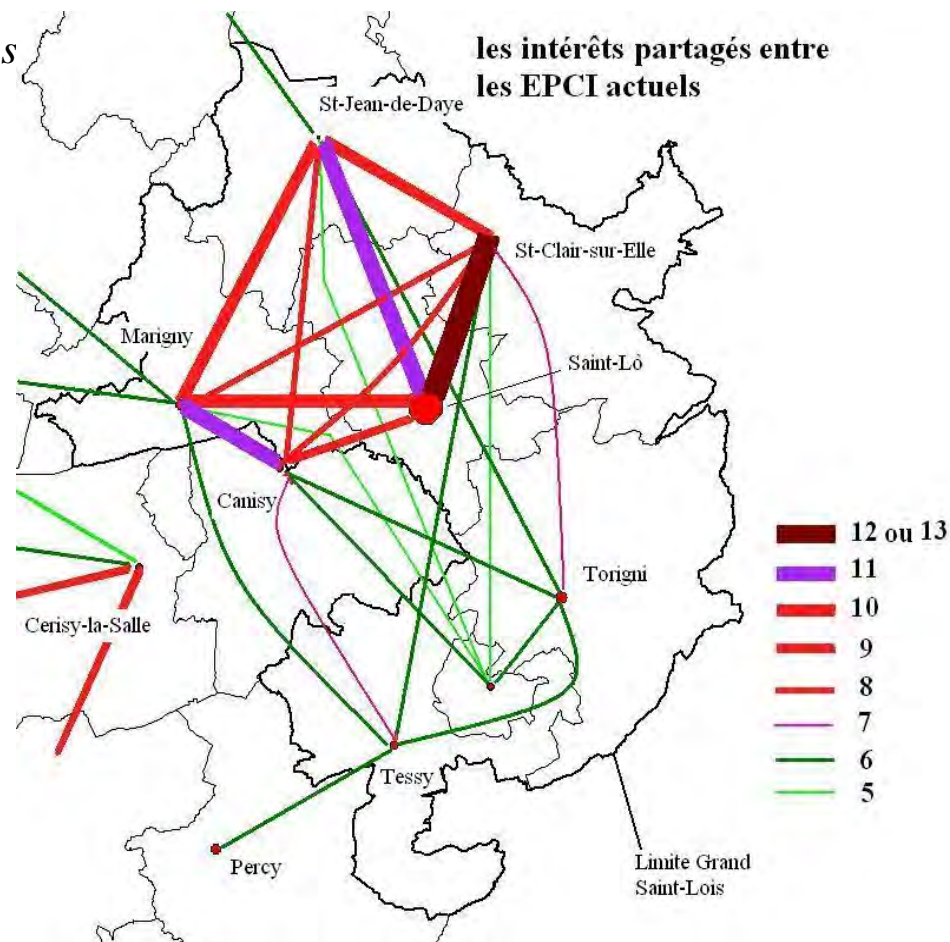 s
les intérêts partagés entre
les EPCI actuels
St-Jean-de-Daye
St-Clair-sur-Elle
Marigny
Saint-Lô
Canisy
Torigni
Cerisy-la-Salle
12 ou 13
11
10
9
8
7
6
5
Tessy
Percy
Limite Grand
Saint-Lois